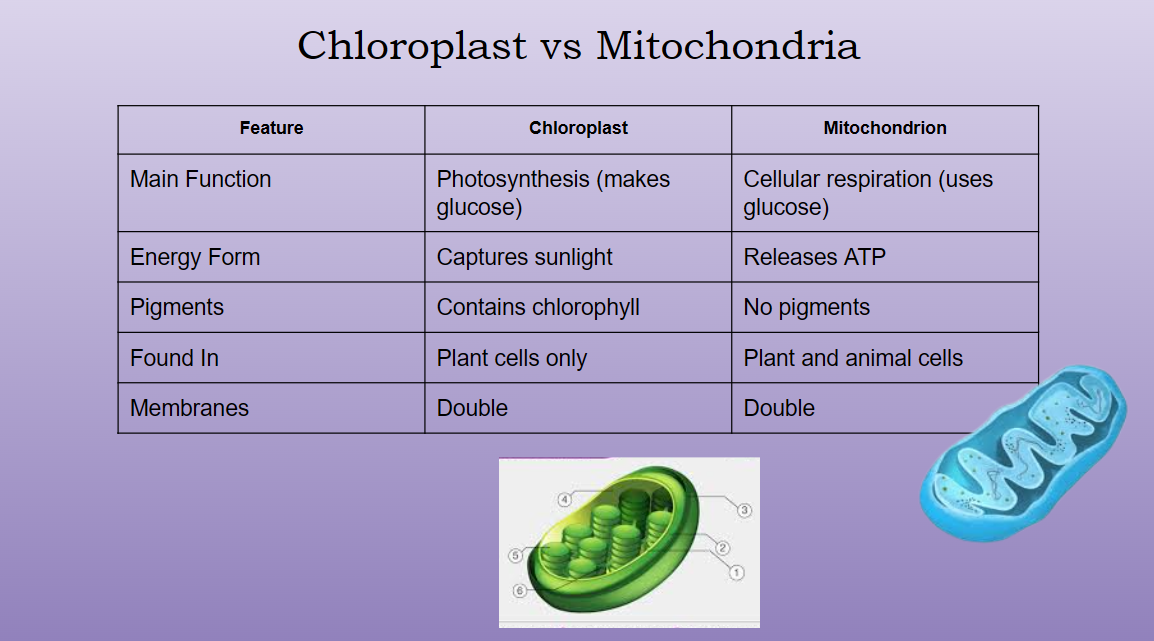 Chloroplast vs Mitochondria
Feature Chloroplast Mitochondrion
Main Function Photosynthesis (makes Cellular respiration (uses
glucose) glucose)
Energy Form Captures sunlight Releases ATP
Pigments Contains chlorophyll No pigments
Found In Plant cells only Plant and animal cells
Membranes Double Double
4
3
5
2
1
6